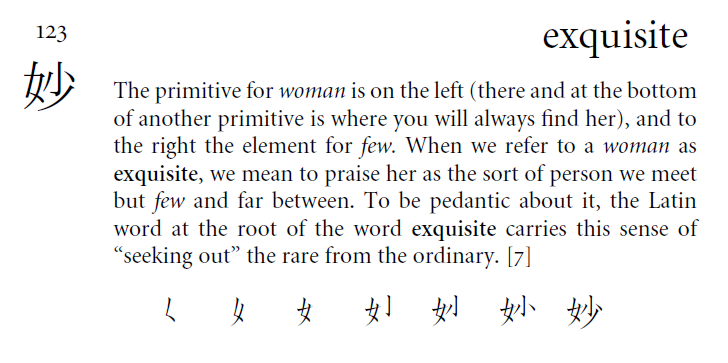 123
exquisite
妙
The primitive for woman is on the left (there and at the bottom
of another primitive is where you will always find her), and to
the right the element for few. When we refer to a woman as
exquisite, we mean to praise her as the sort of person we meet
but few and far between. To be pedantic about it, the Latin
word at the root of the word exquisite carries this sense of
“seeking out” the rare from the ordinary. [7]